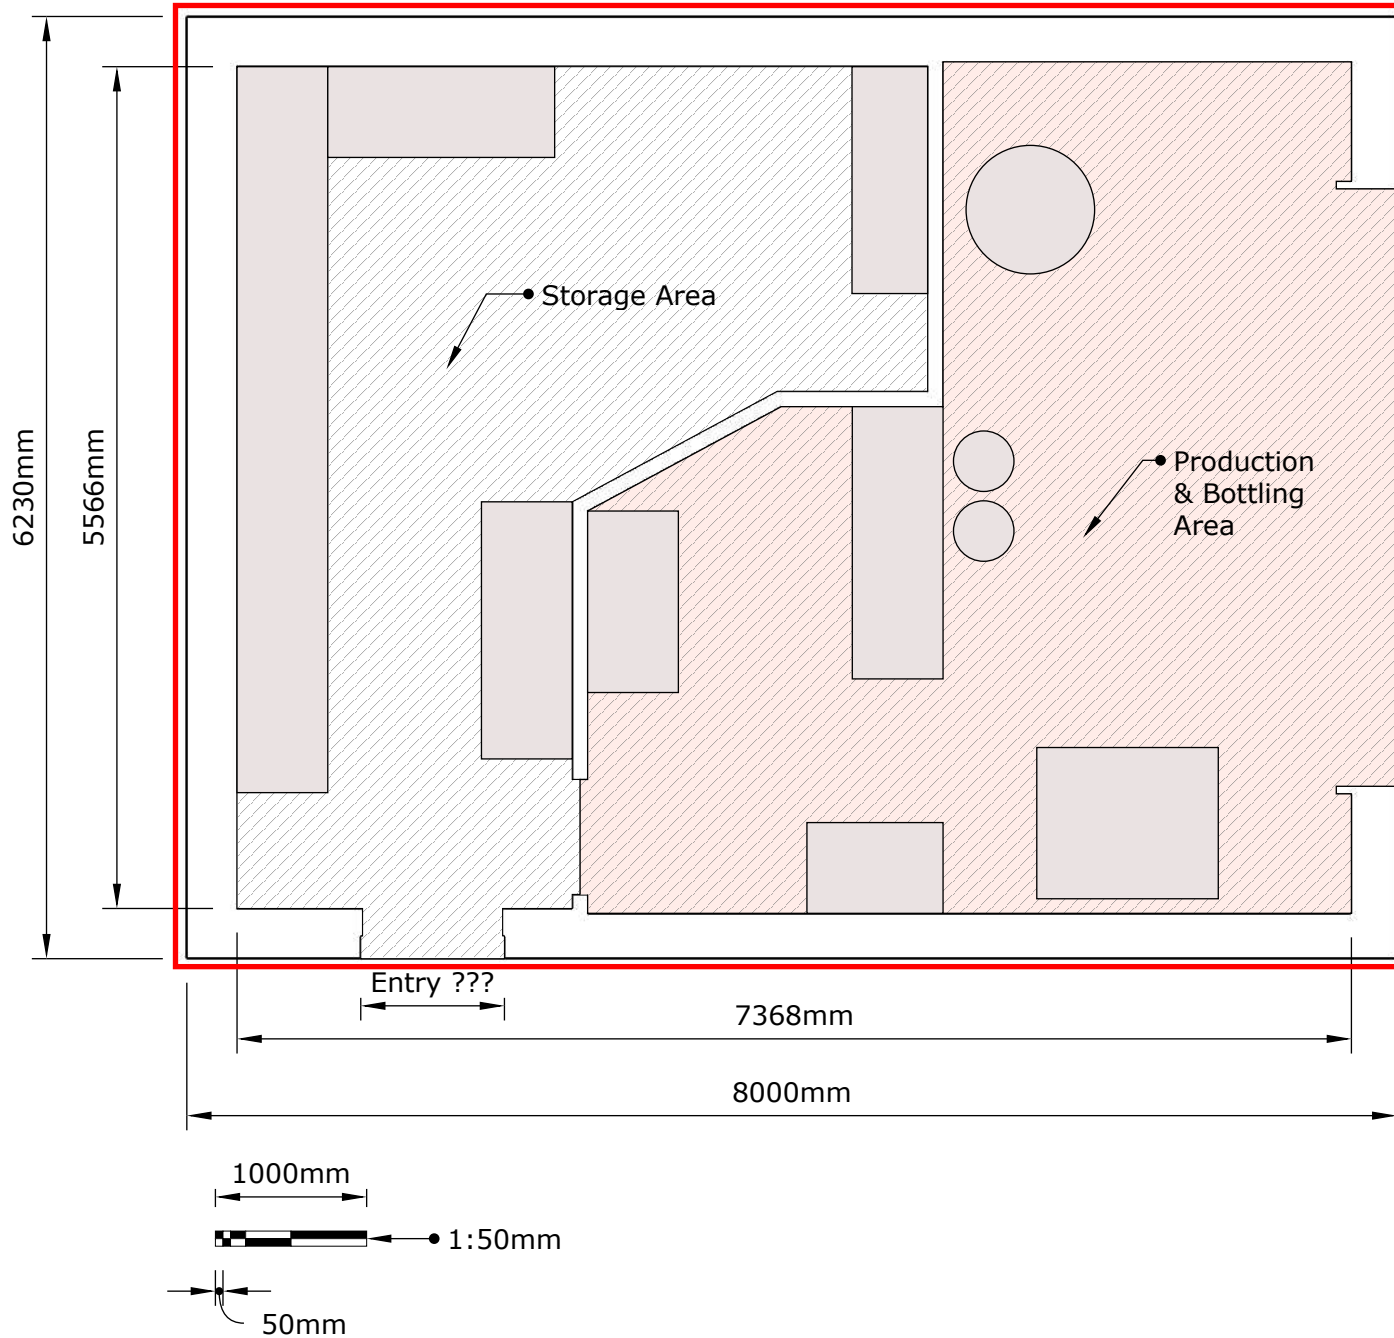 Storage Area
Production
& Bottling
Area
6230mm
5566mm
Entry ???
7368mm
8000mm
1000mm
1:50mm
50mm